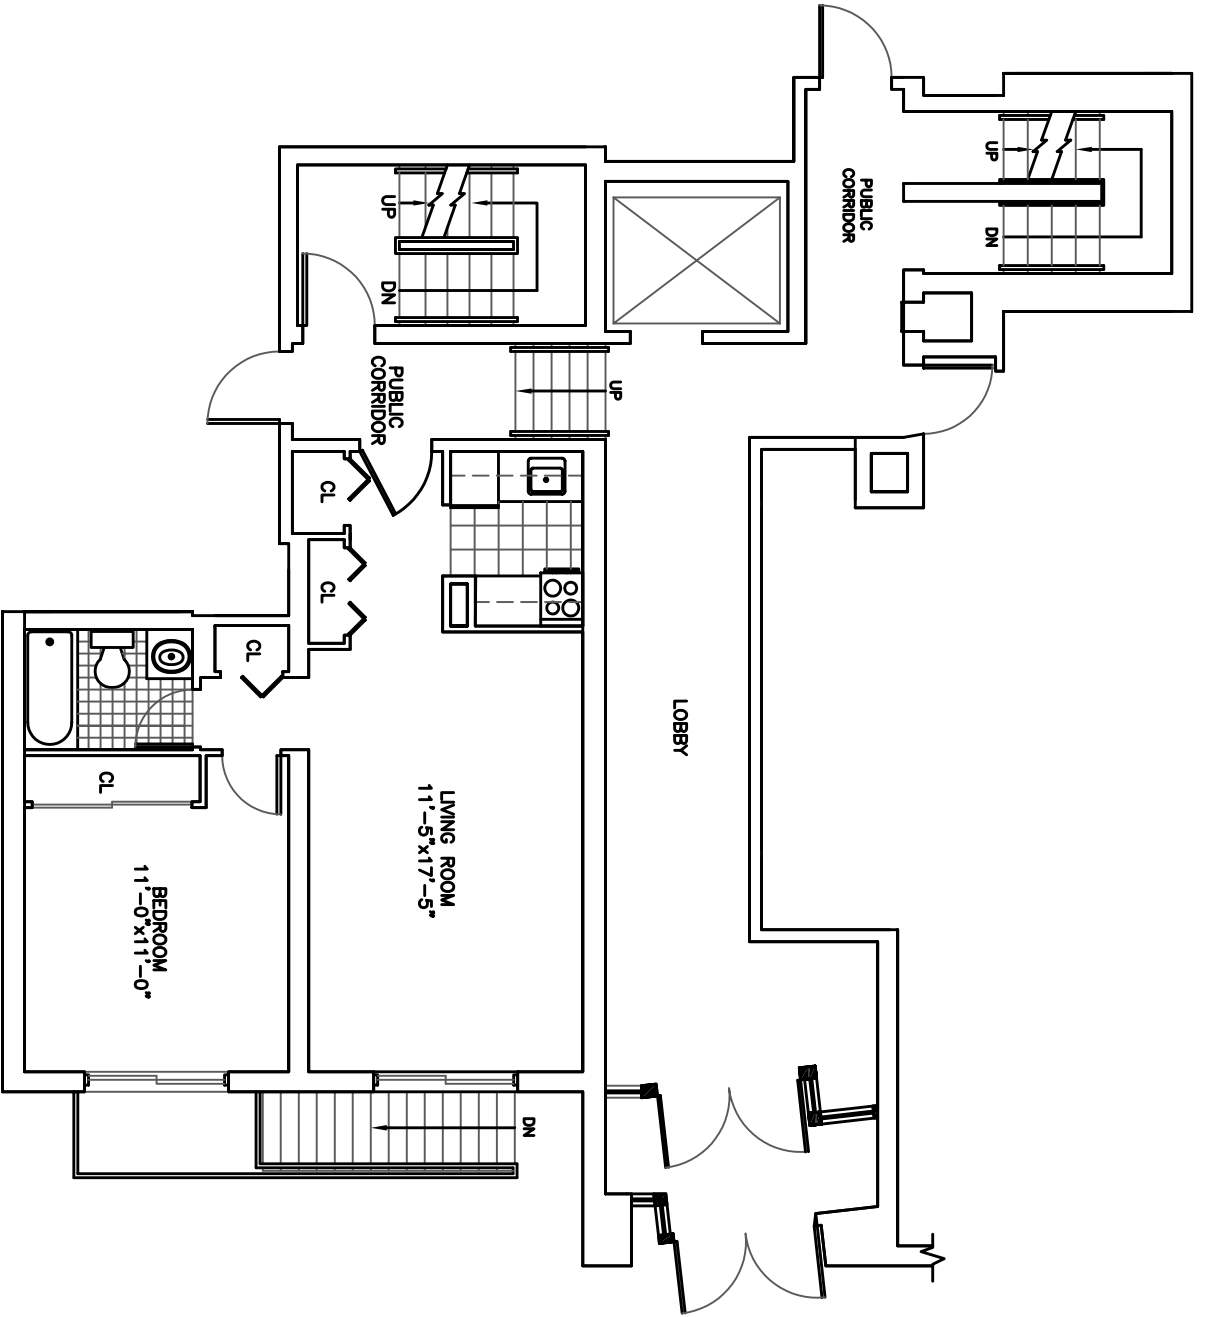 UP
DN
PUBLIC
CORRIDOR
UP
DN
UP
PUBLIC
CORRIDOR
CL
CL
CL
CL
LOBBY
LIVING ROOM
11'-5"x17'-5"
BEDROOM
11'-0"x11'-0"
DN